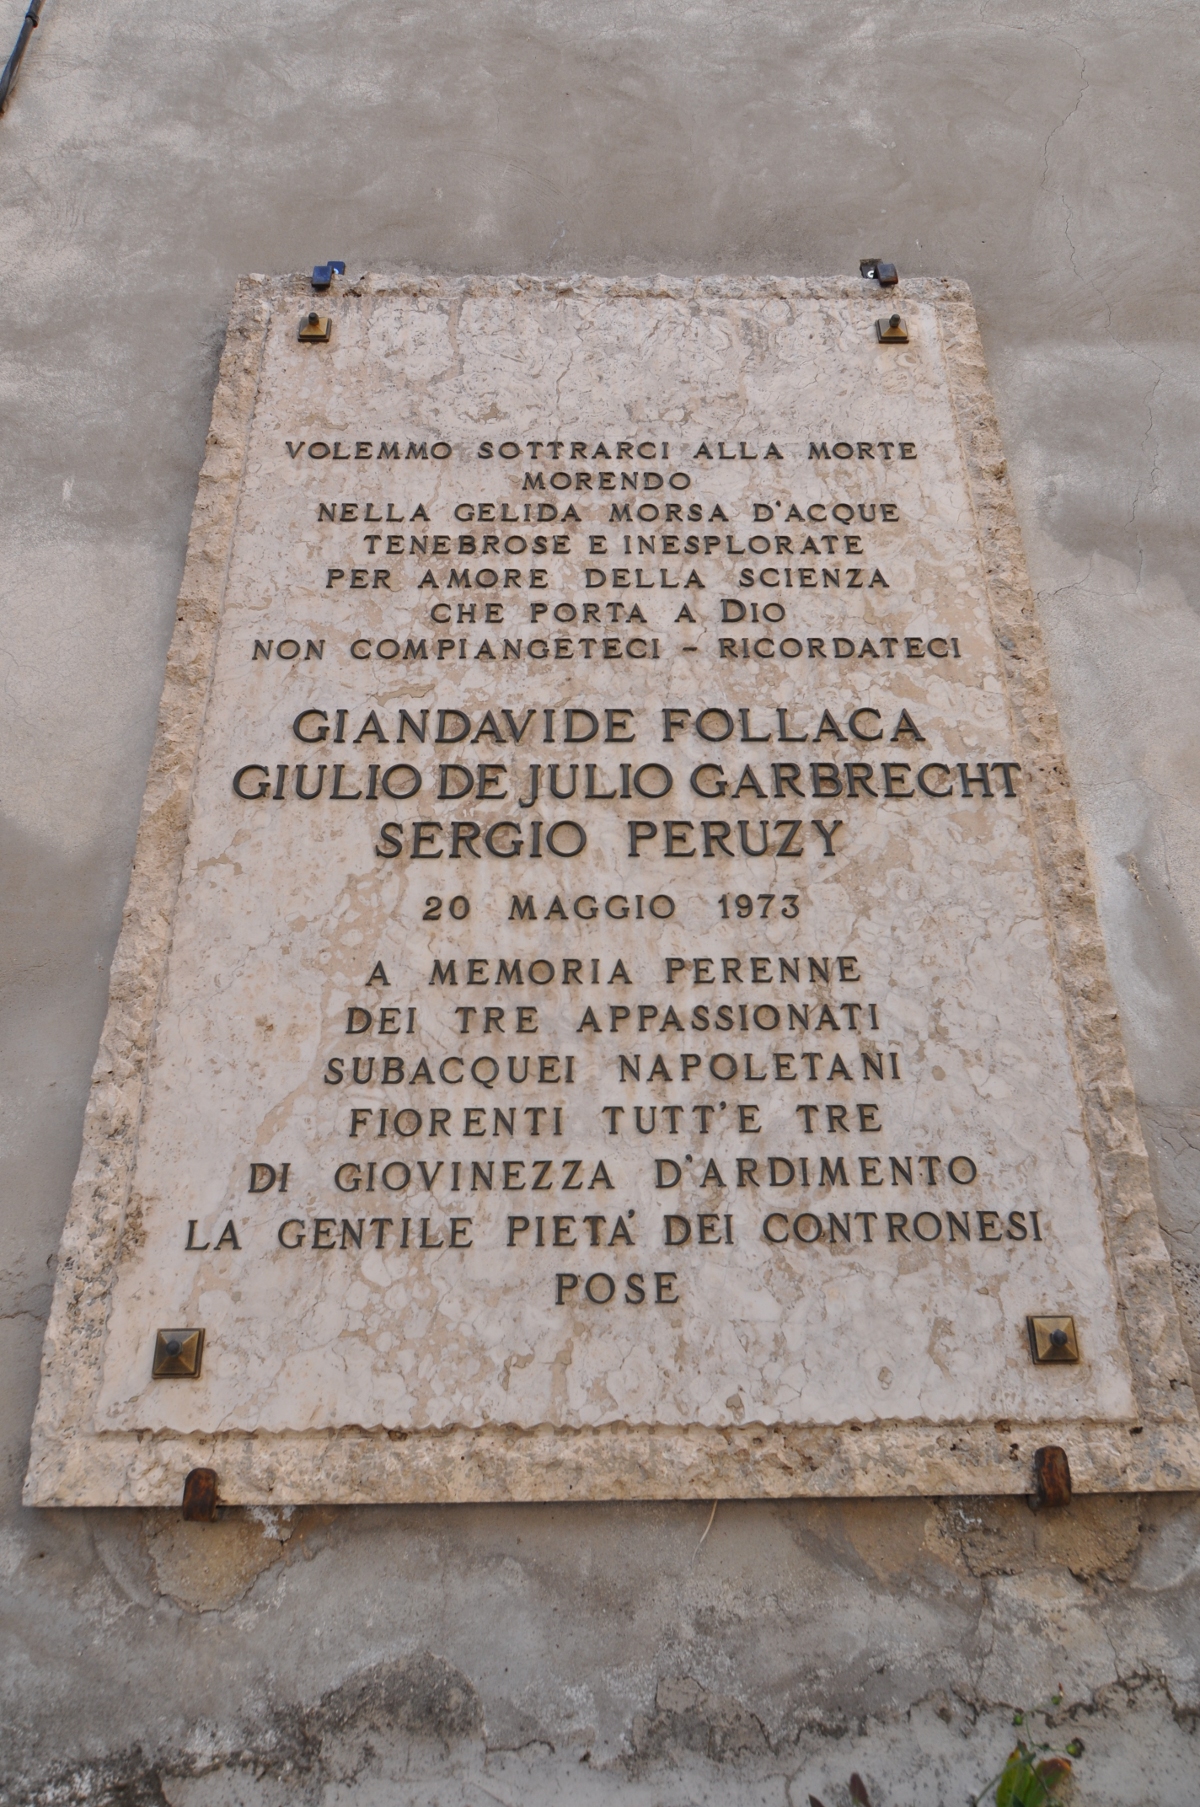 VOLEMMO SOTTRARCI ALLA MORTE
MORENDO
NELLA GELIDA MORSA D'ACQUE
TENEBROSE E INESPLORATE
PER AMORE DELLA SCIENZA
CHE PORTA A DIO
NON COMPIANGETECI - RICORDATECI
GIANDAVIDE FOLLACA
GIULIO DE JULIO GARBRECHT
SERGIO PERUZY
20 MAGGIO 1973
A MEMORIA PERENNE
DEI TRE APPASSIONATI
SUBACQUEI NAPOLETANI
FIORENTI TUTT'E TRE
DI GIOVINEZZA D'ARDIMENTO
LA GENTILE PIETA' DEI CONTRONESI
POSE